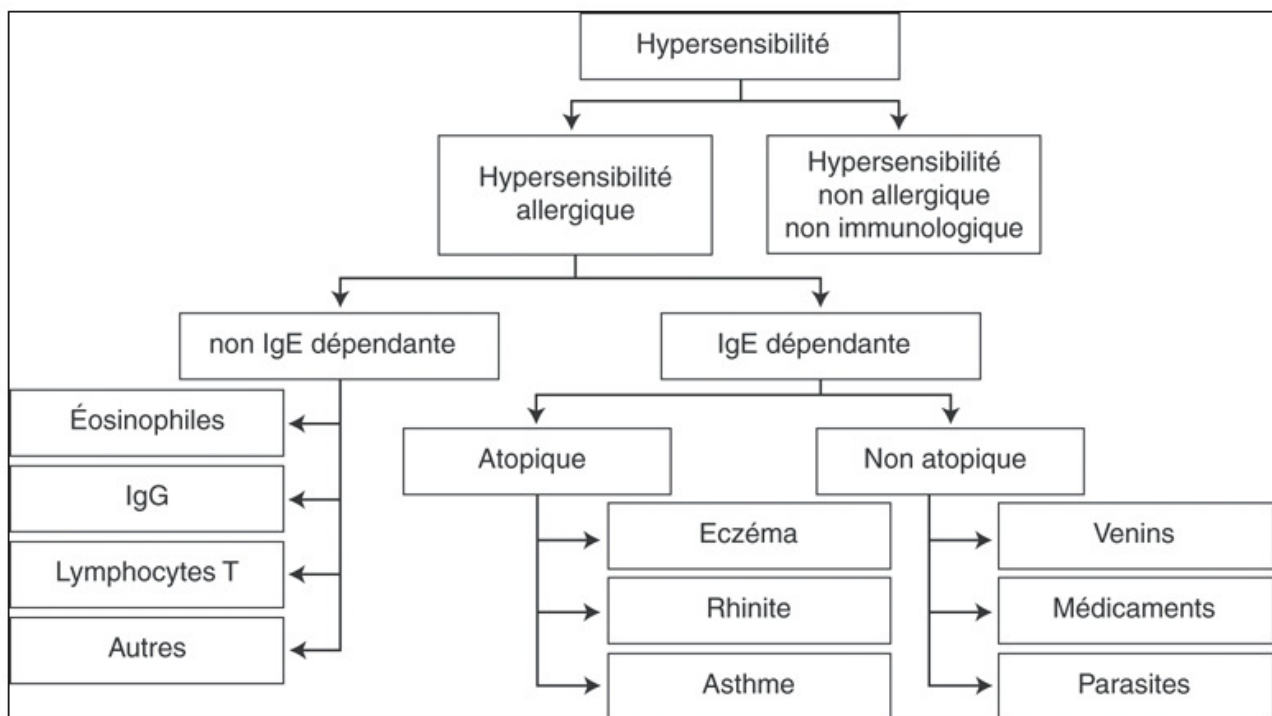 Hypersensibilité
Hypersensibilité
allergique
Hypersensibilité
non allergique
non immunologique
non IgE dépendante
IgE dépendante
Éosinophiles
IgG
Lymphocytes T
Autres
Atopique
Non atopique
Eczéma
Rhinite
Asthme
Venins
Médicaments
Parasites